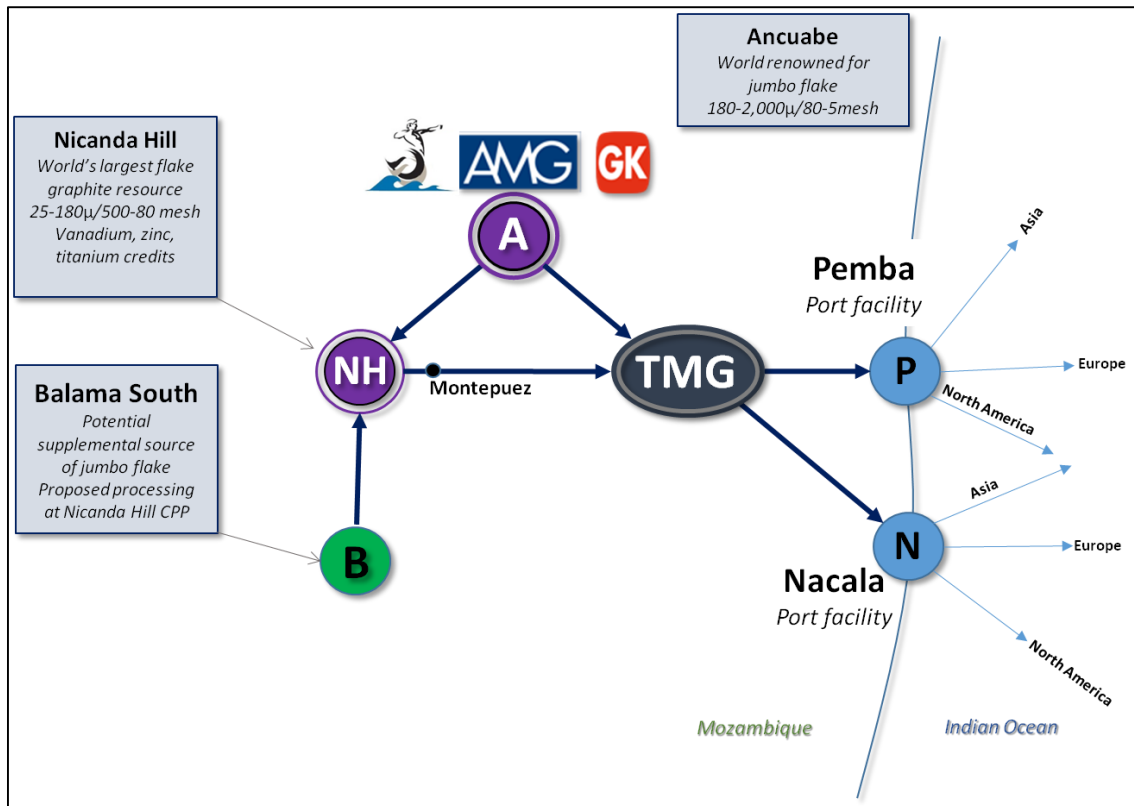 Ancuabe
World renowned for
jumbo flake
180-2,000µ/80-5mesh
Nicanda Hill
World's largest flake
graphite resource
25-180µ/500-80 mesh
Vanadium, zinc,
titanium credits
AMG
GK
A
Asia
Pemba
Port facility
NH
Montepuez
TMG
P
Europe
North America
Balama South
Potential
supplemental source
of jumbo flake
Proposed processing
at Nicanda Hill CPP
B
Asia
N
Europe
Nacala
Port facility
North America
Mozambique
Indian Ocean